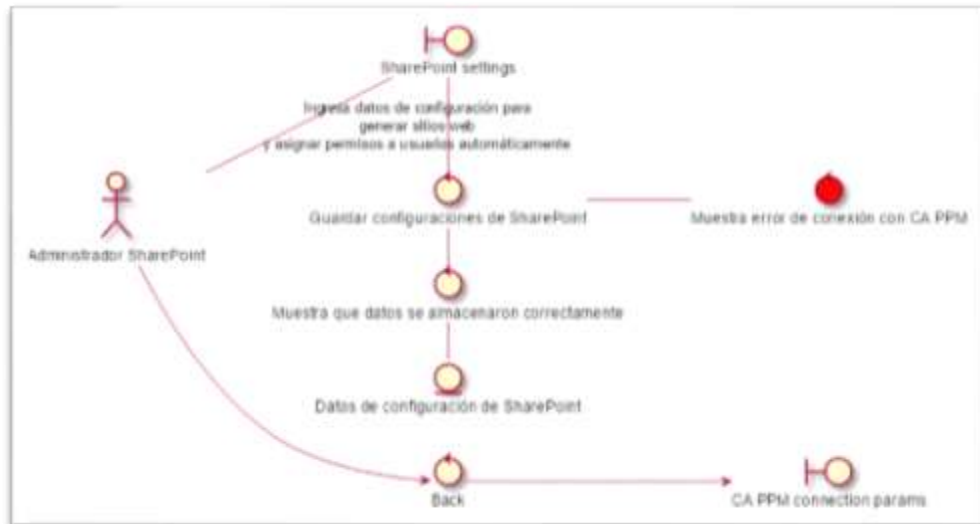 SharePoint settings
Ingresa datos de configuración para
generar sitios web
y asignar permisos a usuarios automáticamente
Guardar configuraciones de SharePoint
Muestra error de conexión con CA PPM
Administrador SharePoint
Muestra que datos se almacenaron correctamente
Datos de configuración de SharePoint
Back
CA PPM connection params